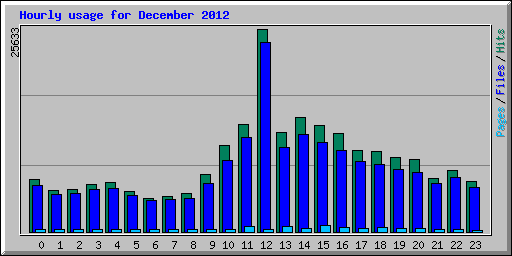 Hourly usage for December 2012
25633
Pages / Files / Hits
0 1 2 3 4 5 6 7 8 9 10 11 12 13 14 15 16 17 18 19 20 21 22 23